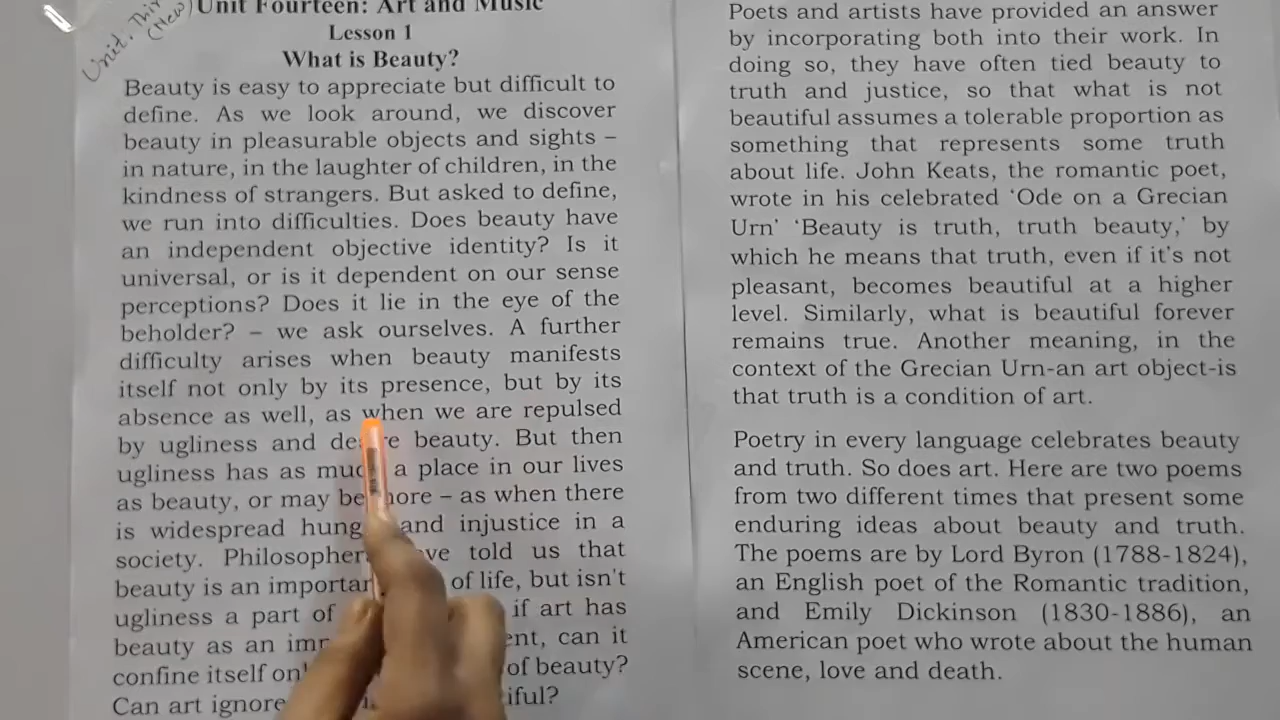 Unit. Thir
(New)
Unit Fourteen: Art and Music
Lesson 1
What is Beauty?
Beauty is easy to appreciate but difficult to
define. As we look around, we discover
beauty in pleasurable objects and sights –
in nature, in the laughter of children, in the
kindness of strangers. But asked to define,
we run into difficulties. Does beauty have
an independent objective identity? Is it
universal, or is it dependent on our sense
perceptions? Does it lie in the eye of the
beholder? – we ask ourselves. A further
difficulty arises when beauty manifests
itself not only by its presence, but by its
absence as well, as when we are repulsed
by ugliness and desire beauty. But then
ugliness has as much a place in our lives
as beauty, or may be more – as when there
is widespread hung and injustice in a
society. Philosopher ve told us that
beauty is an importan of life, but isn't
ugliness a part of if art has
beauty as an imp ent, can it
confine itself on of beauty?
Can art ignore iful?
Poets and artists have provided an answer
by incorporating both into their work. In
doing so, they have often tied beauty to
truth and justice, so that what is not
beautiful assumes a tolerable proportion as
something that represents some truth
about life. John Keats, the romantic poet,
wrote in his celebrated ‘Ode on a Grecian
Urn’ ‘Beauty is truth, truth beauty,’ by
which he means that truth, even if it's not
pleasant, becomes beautiful at a higher
level. Similarly, what is beautiful forever
remains true. Another meaning, in the
context of the Grecian Urn-an art object-is
that truth is a condition of art.
Poetry in every language celebrates beauty
and truth. So does art. Here are two poems
from two different times that present some
enduring ideas about beauty and truth.
The poems are by Lord Byron (1788-1824),
an English poet of the Romantic tradition,
and Emily Dickinson (1830-1886), an
American poet who wrote about the human
scene, love and death.